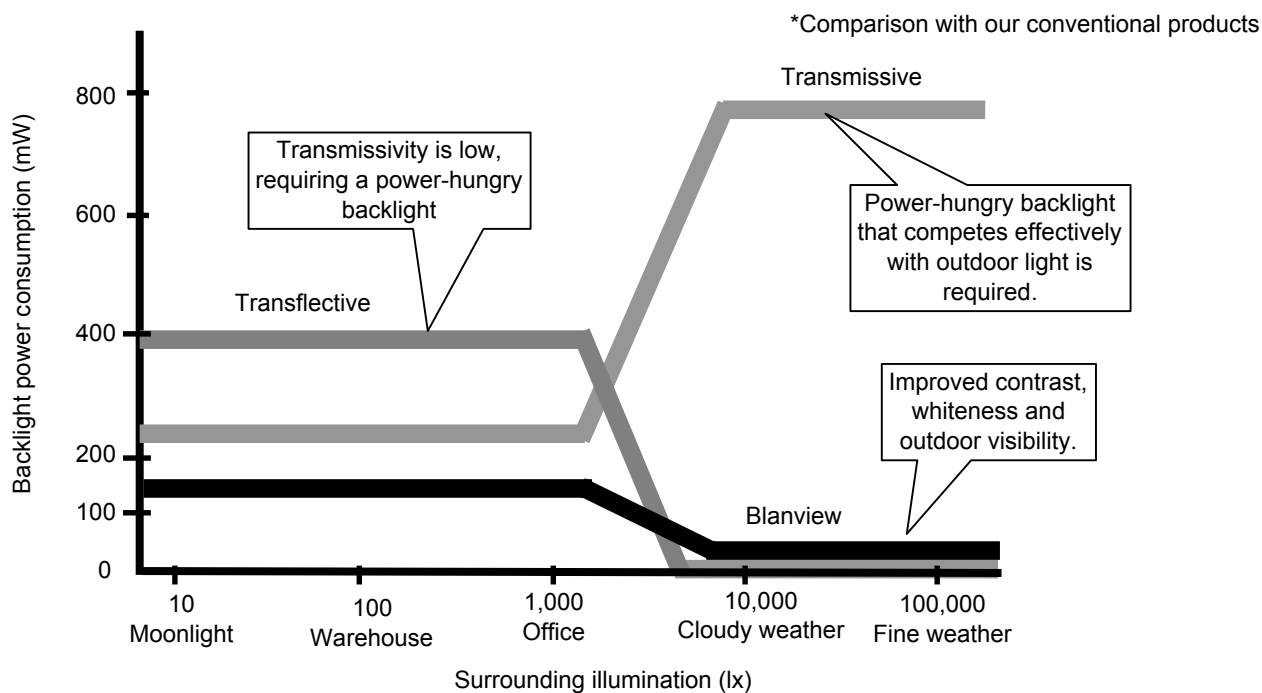 *Comparison with our conventional products
Transmissive
800
Transmissivity is low,
requiring a power-hungry
backlight
Power-hungry backlight
that competes effectively
with outdoor light is
required.
600
Backlight power consumption (mW)
Transflective
400
Improved contrast,
whiteness and
outdoor visibility.
200
100
Blanview
0
10
100
1,000
10,000
100,000
Moonlight
Warehouse
Office
Cloudy weather
Fine weather
Surrounding illumination (lx)